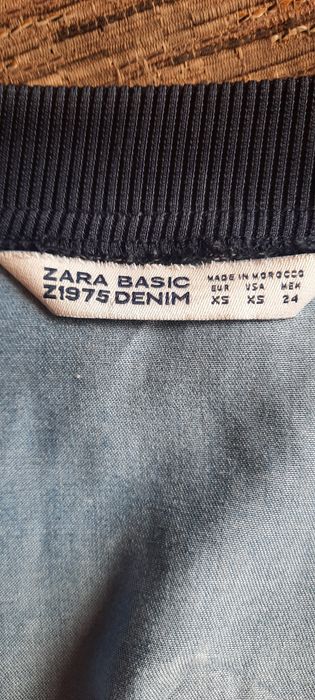 ZARA BASIC
Z1975 DENIM
MADE IN MOROCCO
EUR USA MEX
XS XS 24